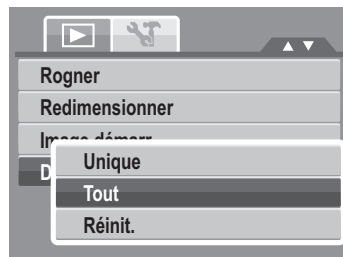 Rogner
Redimensionner
Image démarr.
Unique
Tout
Réinit.